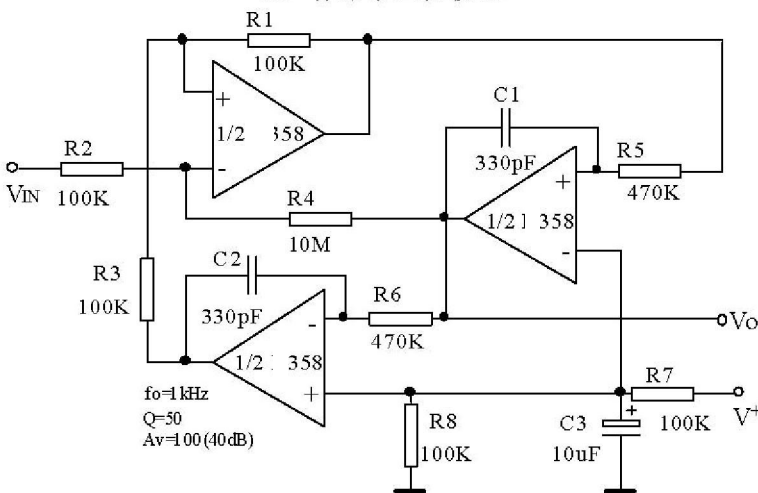 R1
100K
C1
+
1/2 358
-
R2
VIN
100K
330pF
R5
+
470K
R4
10M
1/2 358
-
C2
R3
100K
330pF
-
R6
470K
VO
1/2 358
+
fo=1kHz
Q=50
Av=100(40dB)
R7
100K
V+
R8
100K
C3
+
10uF